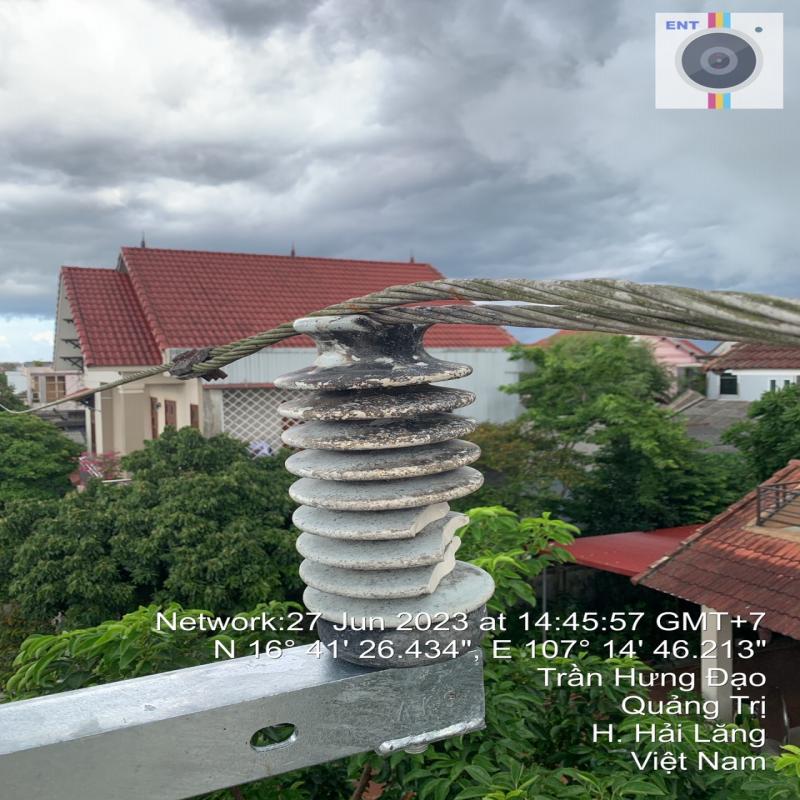 ENT
Network:27 Jun 2023 at 14:45:57 GMT+7
N 16° 41' 26.434", E 107° 14' 46.213"
Trần Hưng Đạo
Quảng Trị
H. Hải Lăng
Việt Nam